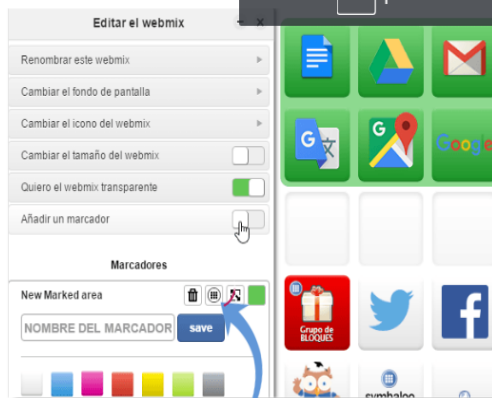 Editar el webmix
- x
Renombrar este webmix
Cambiar el fondo de pantalla
Cambiar el icono del webmix
Cambiar el tamaño del webmix
Quiero el webmix transparente
Añadir un marcador
Marcadores
New Marked area
NOMBRE DEL MARCADOR
save
G
G
Google
Grupo de
BLOQUES
symbaloo